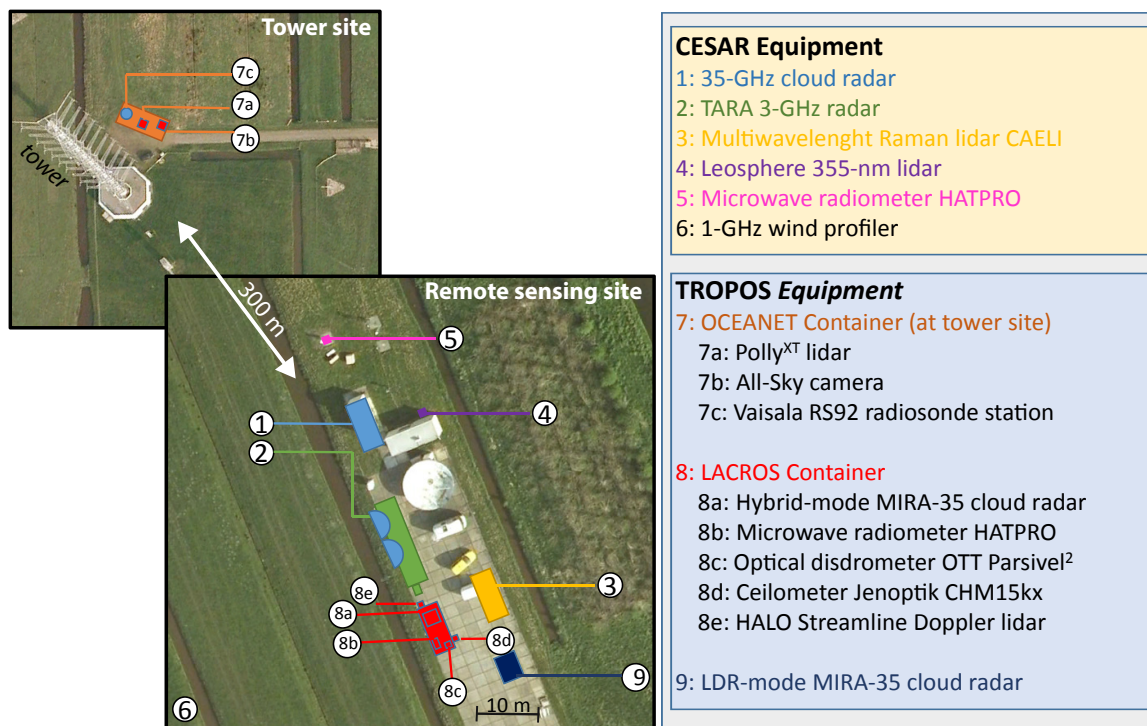 Tower site
7c
7a
7b
tower
300 m
Remote sensing site
5
4
1
2
3
8e
8a
8b
8d
8c
9
6
10 m
CESAR Equipment
1: 35-GHz cloud radar
2: TARA 3-GHz radar
3: Multiwavelenght Raman lidar CAELI
4: Leosphere 355-nm lidar
5: Microwave radiometer HATPRO
6: 1-GHz wind profiler
TROPOS Equipment
7: OCEANET Container (at tower site)
7a: Polly^XT lidar
7b: All-Sky camera
7c: Vaisala RS92 radiosonde station
8: LACROS Container
8a: Hybrid-mode MIRA-35 cloud radar
8b: Microwave radiometer HATPRO
8c: Optical disdrometer OTT Parsivel²
8d: Ceilometer Jenoptik CHM15kx
8e: HALO Streamline Doppler lidar
9: LDR-mode MIRA-35 cloud radar